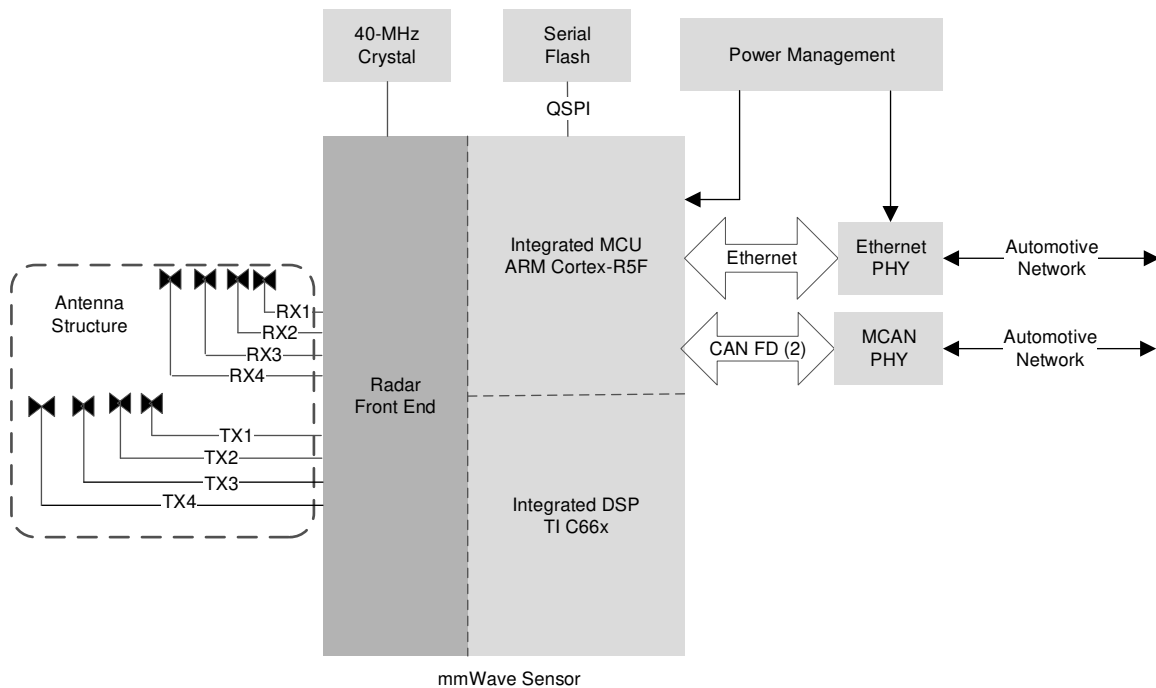 40-MHz
Crystal
Serial
Flash
Power Management
QSPI
Integrated MCU
ARM Cortex-R5F
Ethernet
Ethernet
PHY
Automotive
Network
Antenna
Structure
RX1
RX2
RX3
RX4
CAN FD (2)
MCAN
PHY
Automotive
Network
Radar
Front End
TX1
TX2
TX3
TX4
Integrated DSP
TI C66x
mmWave Sensor